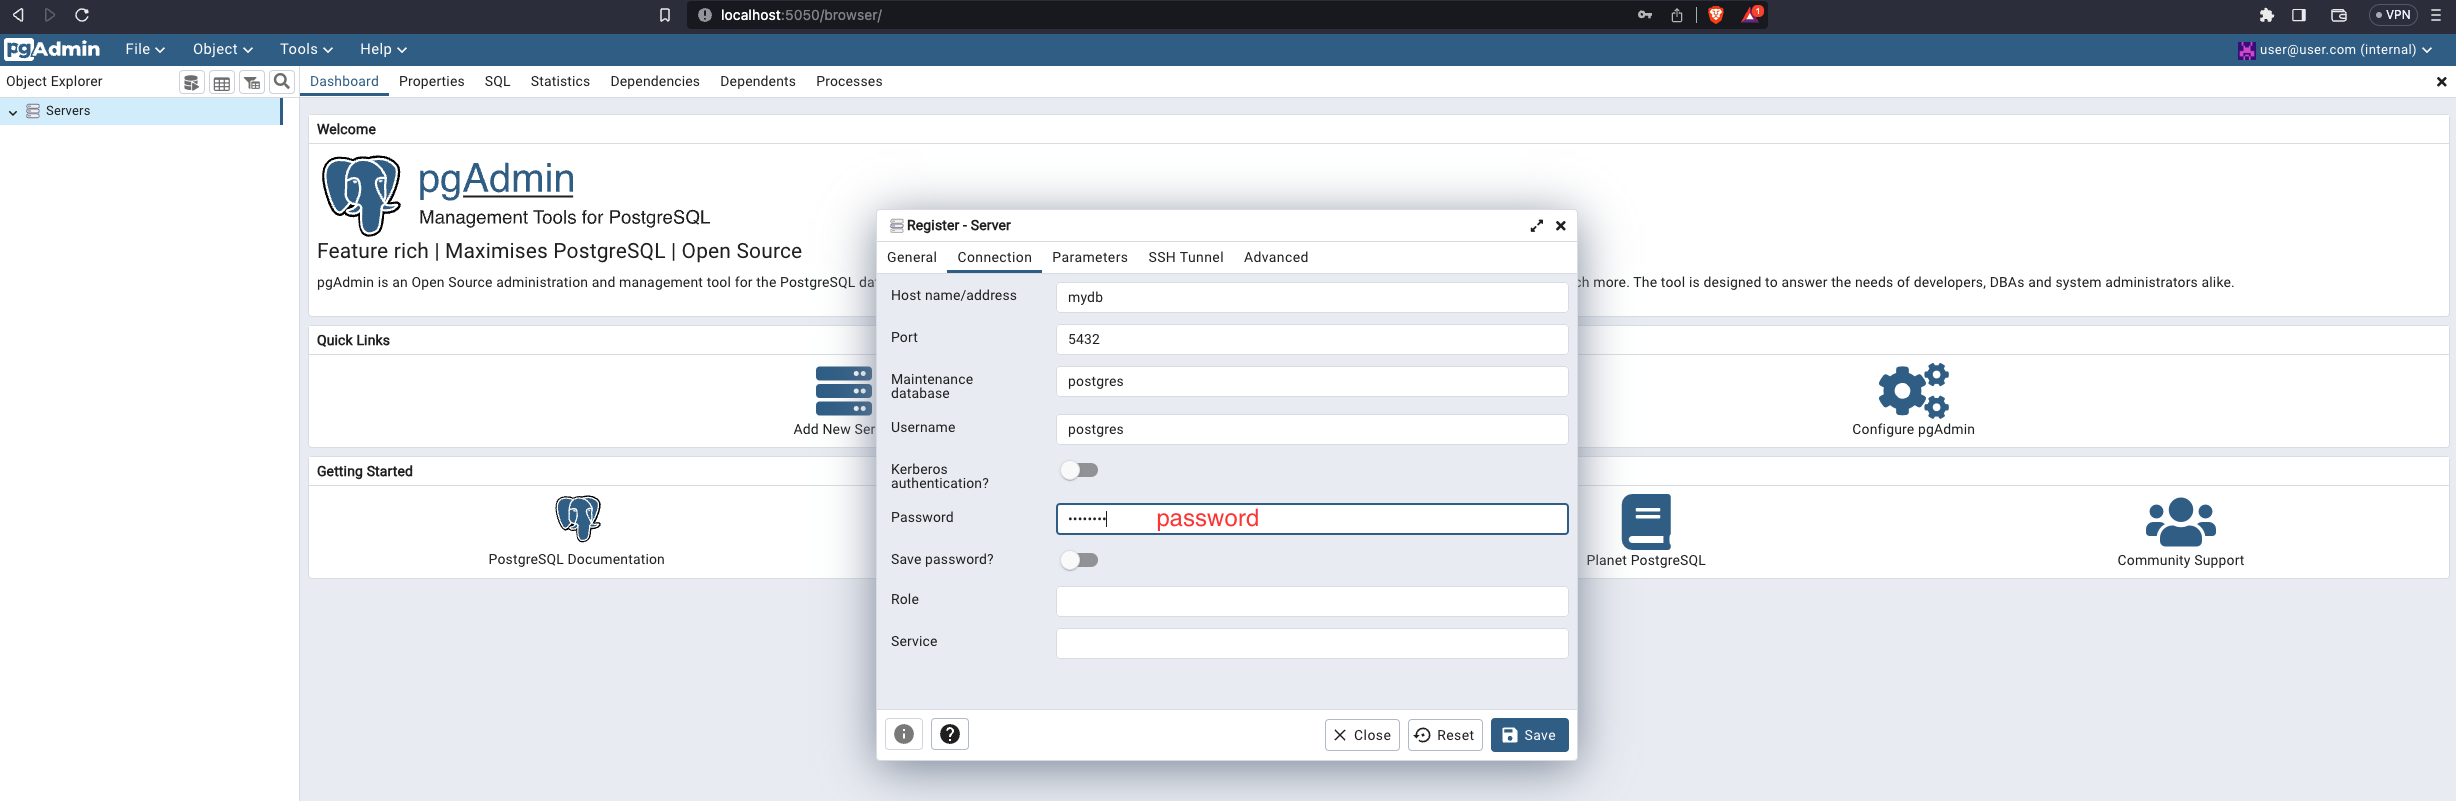 localhost:5050/browser/
1
VPN
pgAdmin File Object Tools Help user@user.com (internal)
Object Explorer Dashboard Properties SQL Statistics Dependencies Dependents Processes
Servers
Welcome
pgAdmin
Management Tools for PostgreSQL
Feature rich | Maximises PostgreSQL | Open Source
pgAdmin is an Open Source administration and management tool for the PostgreSQL da
ch more. The tool is designed to answer the needs of developers, DBAs and system administrators alike.
Quick Links
Add New Ser
Configure pgAdmin
Getting Started
PostgreSQL Documentation
Planet PostgreSQL
Community Support
Register - Server
General Connection Parameters SSH Tunnel Advanced
Host name/address mydb
Port 5432
Maintenance
database
postgres
Username postgres
Kerberos
authentication?
Password •••••••• password
Save password?
Role
Service
Close Reset Save